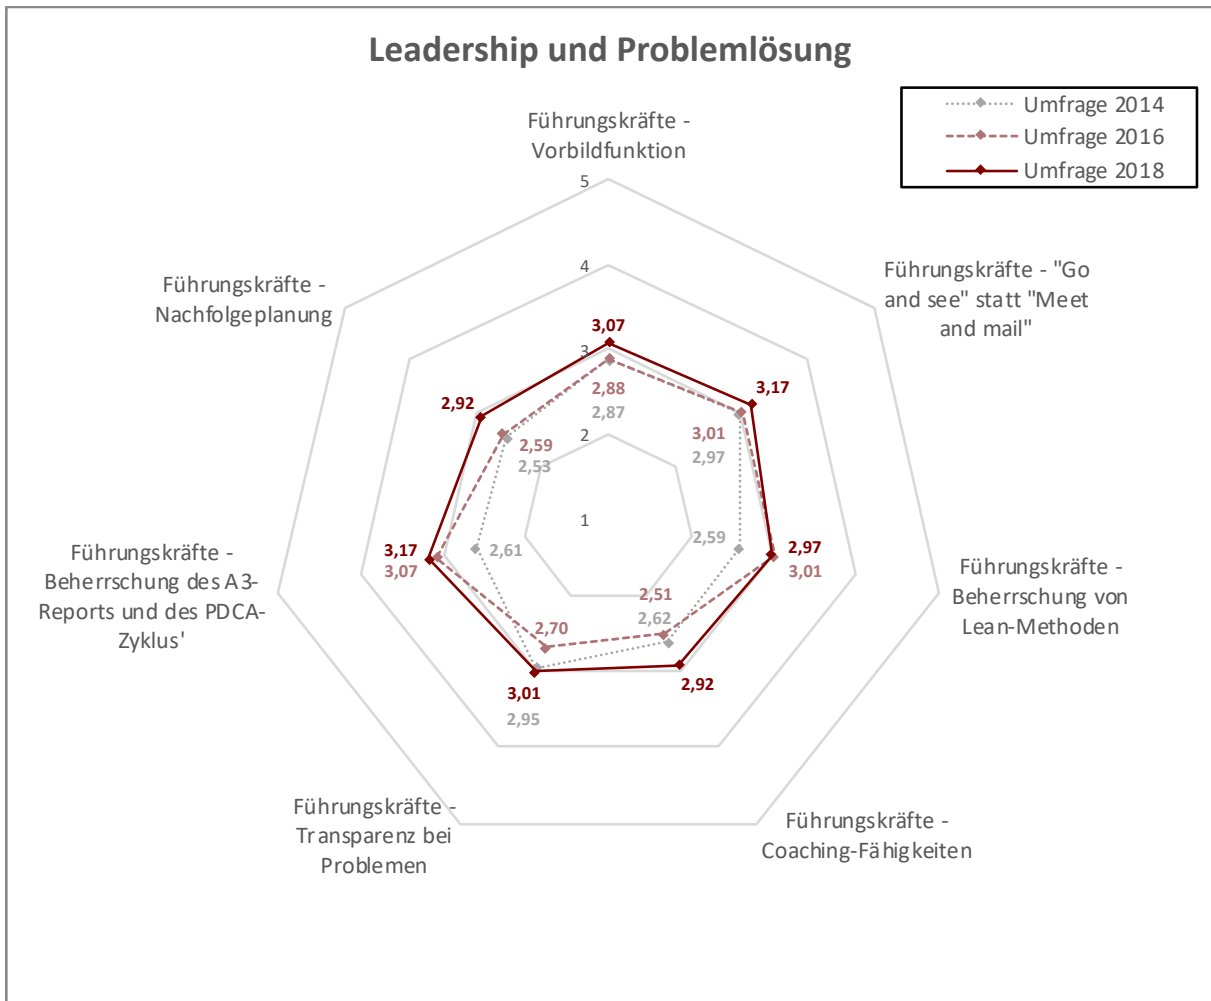 Leadership und Problemlösung
Umfrage 2014
Umfrage 2016
Umfrage 2018
Führungskräfte -
Vorbildfunktion
5
4
3
2
1
Führungskräfte - "Go
and see" statt "Meet
and mail"
Führungskräfte -
Nachfolgeplanung
3,07
2,88
2,87
3,17
3,01
2,97
2,92
2,59
2,53
2,59
2,97
3,01
Führungskräfte -
Beherrschung von
Lean-Methoden
Führungskräfte -
Beherrschung des A3-
Reports und des PDCA-
Zyklus'
3,17
3,07
2,61
2,51
2,62
2,92
2,70
3,01
2,95
Führungskräfte -
Transparenz bei
Problemen
Führungskräfte -
Coaching-Fähigkeiten